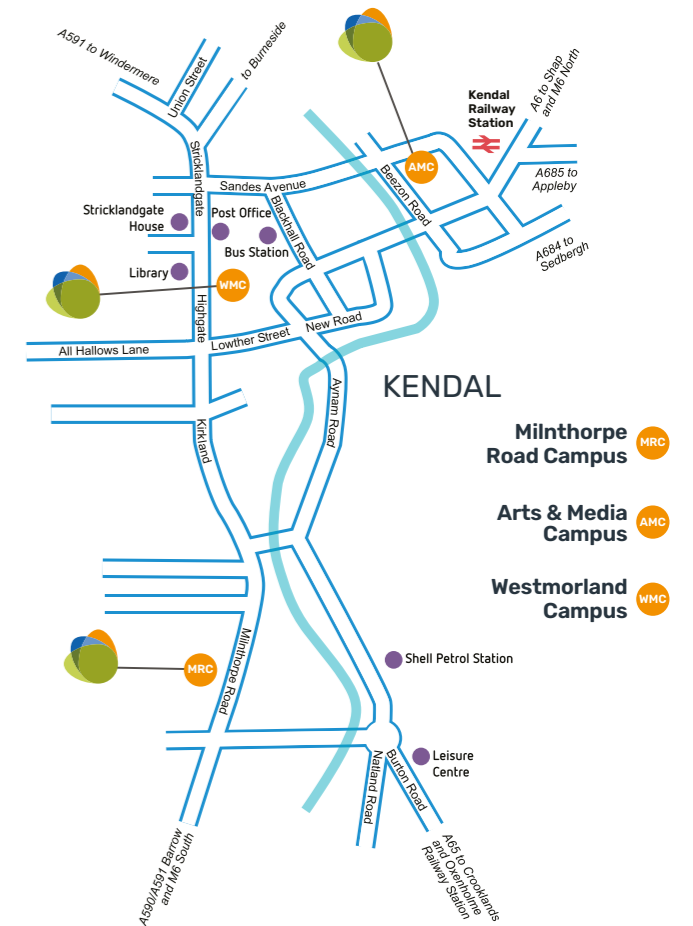 A591 to Windermere
Union Street
to Burneside
Kendal
Railway
Station
A6 to Shap
and M6 North
AMC
A685 to
Appleby
Stricklandgate
Sandes Avenue
Beezon Road
Stricklandgate
House
Post Office
Blackhall Road
Bus Station
A684 to
Sedbergh
Library
WMC
Highgate
Lowther Street
New Road
All Hallows Lane
Aynam Road
KENDAL
Kirkland
Milnthorpe
Road Campus
MRC
Arts & Media
Campus
AMC
Westmorland
Campus
WMC
Milnthorpe Road
MRC
Shell Petrol Station
Leisure
Centre
Natland Road
Burton Road
A590/A591 Barrow
and M6 South
A65 to Crooklands
and Oxenholme
Railway Station